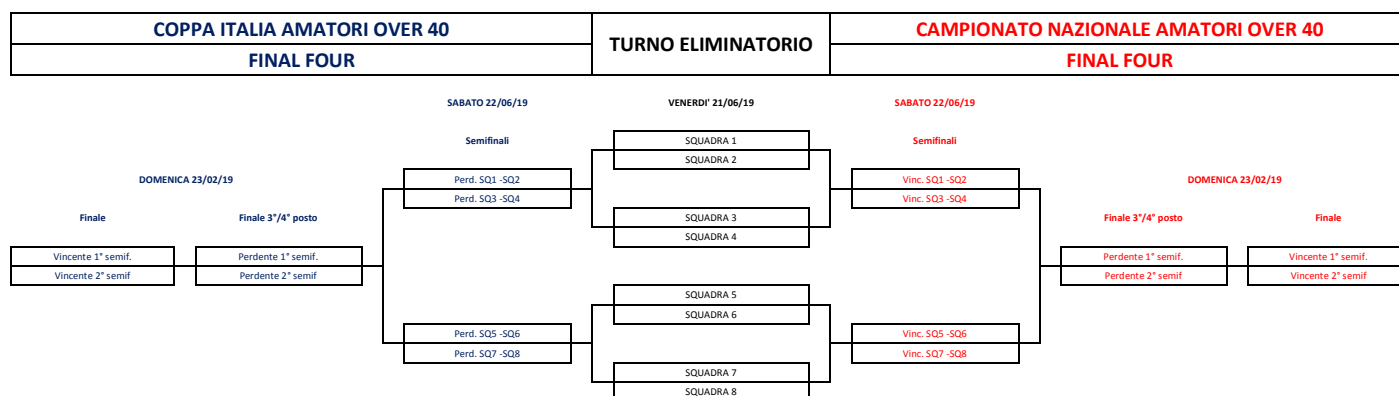 COPPA ITALIA AMATORI OVER 40
FINAL FOUR
TURNO ELIMINATORIO
CAMPIONATO NAZIONALE AMATORI OVER 40
FINAL FOUR
SABATO 22/06/19
VENERDI' 21/06/19
SABATO 22/06/19
Semifinali
SQUADRA 1
Semifinali
SQUADRA 2
DOMENICA 23/02/19
Perd. SQ1 -SQ2
Vinc. SQ1 -SQ2
DOMENICA 23/02/19
Perd. SQ3 -SQ4
Vinc. SQ3 -SQ4
Finale
Finale 3°/4° posto
SQUADRA 3
Finale 3°/4° posto
Finale
SQUADRA 4
Vincente 1° semif.
Perdente 1° semif.
Perdente 1° semif.
Vincente 1° semif.
Vincente 2° semif
Perdente 2° semif
Perdente 2° semif
Vincente 2° semif
SQUADRA 5
SQUADRA 6
Perd. SQ5 -SQ6
Vinc. SQ5 -SQ6
Perd. SQ7 -SQ8
Vinc. SQ7 -SQ8
SQUADRA 7
SQUADRA 8